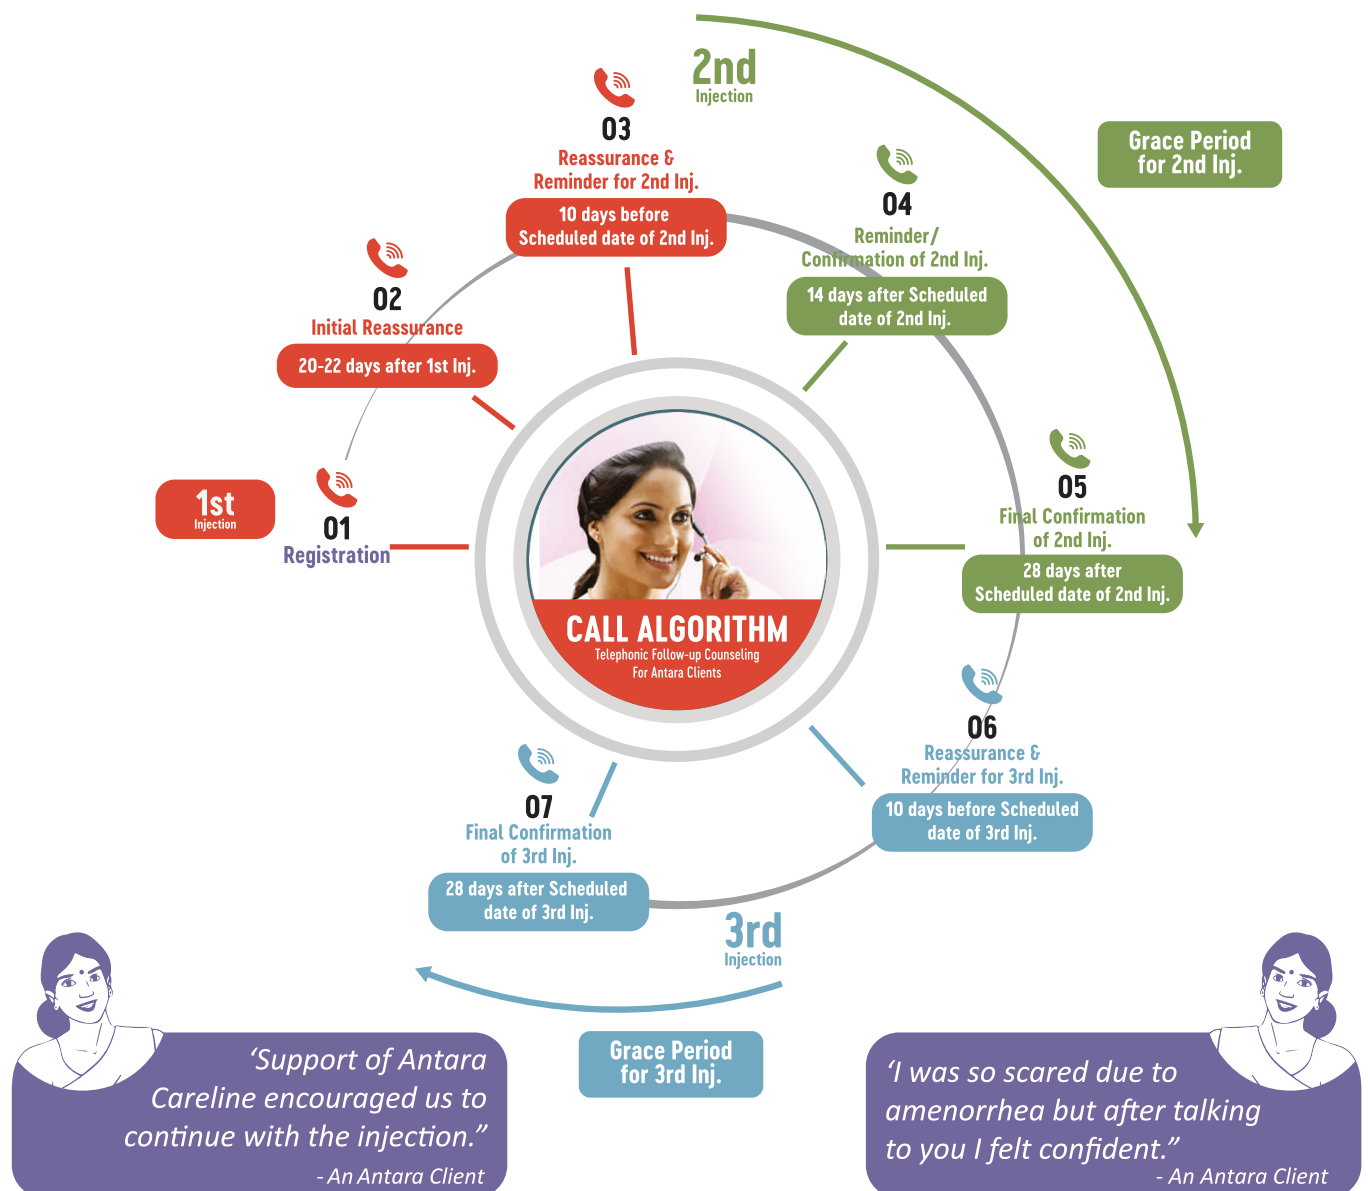 1st
Injection
01
Registration
02
Initial Reassurance
20-22 days after 1st Inj.
03
Reassurance &
Reminder for 2nd Inj.
10 days before
Scheduled date of 2nd Inj.
2nd
Injection
Grace Period
for 2nd Inj.
04
Reminder/
Confirmation of 2nd Inj.
14 days after Scheduled
date of 2nd Inj.
05
Final Confirmation
of 2nd Inj.
28 days after
Scheduled date of 2nd Inj.
CALL ALGORITHM
Telephonic Follow-up Counseling
For Antara Clients
06
Reassurance &
Reminder for 3rd Inj.
10 days before Scheduled
date of 3rd Inj.
07
Final Confirmation
of 3rd Inj.
28 days after Scheduled
date of 3rd Inj.
3rd
Injection
Grace Period
for 3rd Inj.
‘Support of Antara
Careline encouraged us to
continue with the injection.”
- An Antara Client
‘I was so scared due to
amenorrhea but after talking
to you I felt confident.”
- An Antara Client